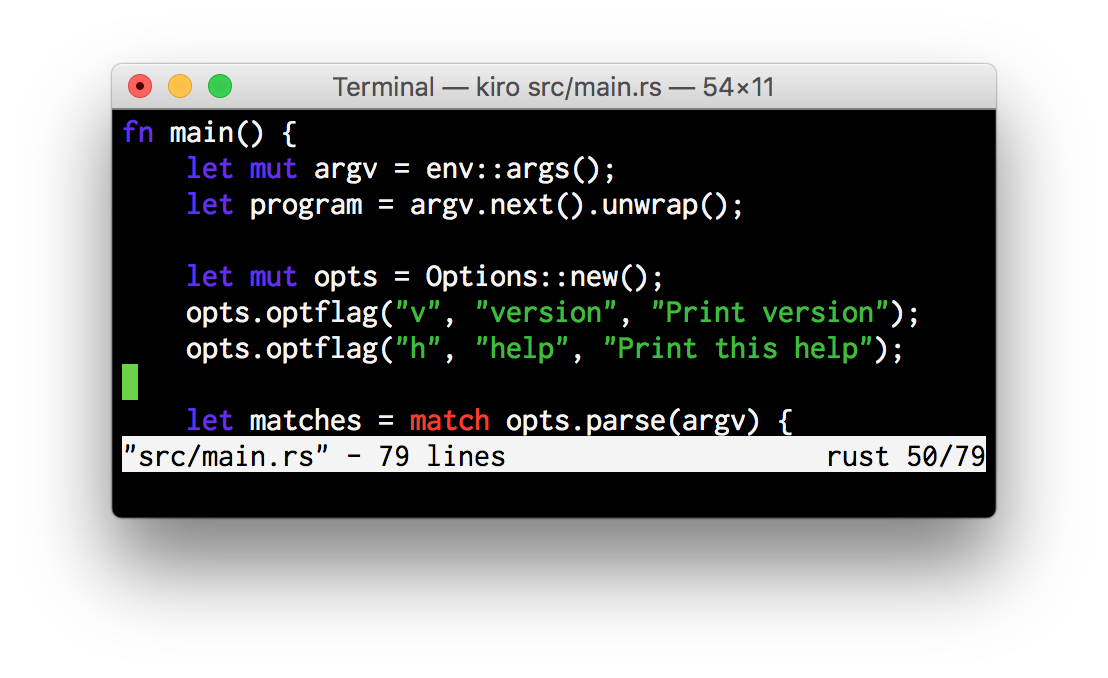 Terminal — kiro src/main.rs — 54×11
fn main() {
    let mut argv = env::args();
    let program = argv.next().unwrap();

    let mut opts = Options::new();
    opts.optflag("v", "version", "Print version");
    opts.optflag("h", "help", "Print this help");

    let matches = match opts.parse(argv) {
"src/main.rs" - 79 lines                    rust 50/79